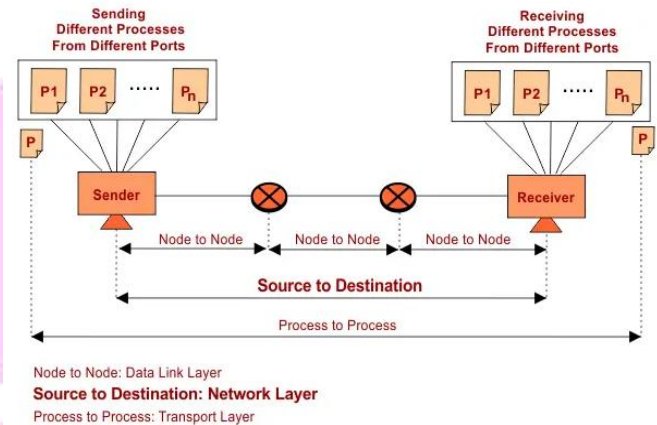 Sending
Different Processes
From Different Ports
Receiving
Different Processes
From Different Ports
P1 P2 ..... Pn
P1 P2 ..... Pn
P
P
Sender
Receiver
Node to Node Node to Node Node to Node
Source to Destination
Process to Process
Node to Node: Data Link Layer
Source to Destination: Network Layer
Process to Process: Transport Layer